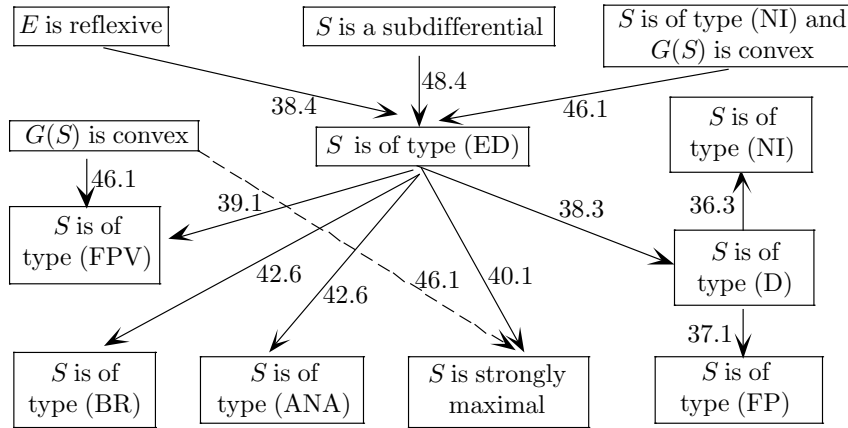 E is reflexive
S is a subdifferential
S is of type (NI) and
G(S) is convex
38.4
48.4
46.1
G(S) is convex
S is of type (ED)
S is of
type (NI)
46.1
39.1
38.3
36.3
S is of
type (FPV)
S is of
type (D)
42.6
42.6
46.1
40.1
37.1
S is of
type (BR)
S is of
type (ANA)
S is strongly
maximal
S is of
type (FP)